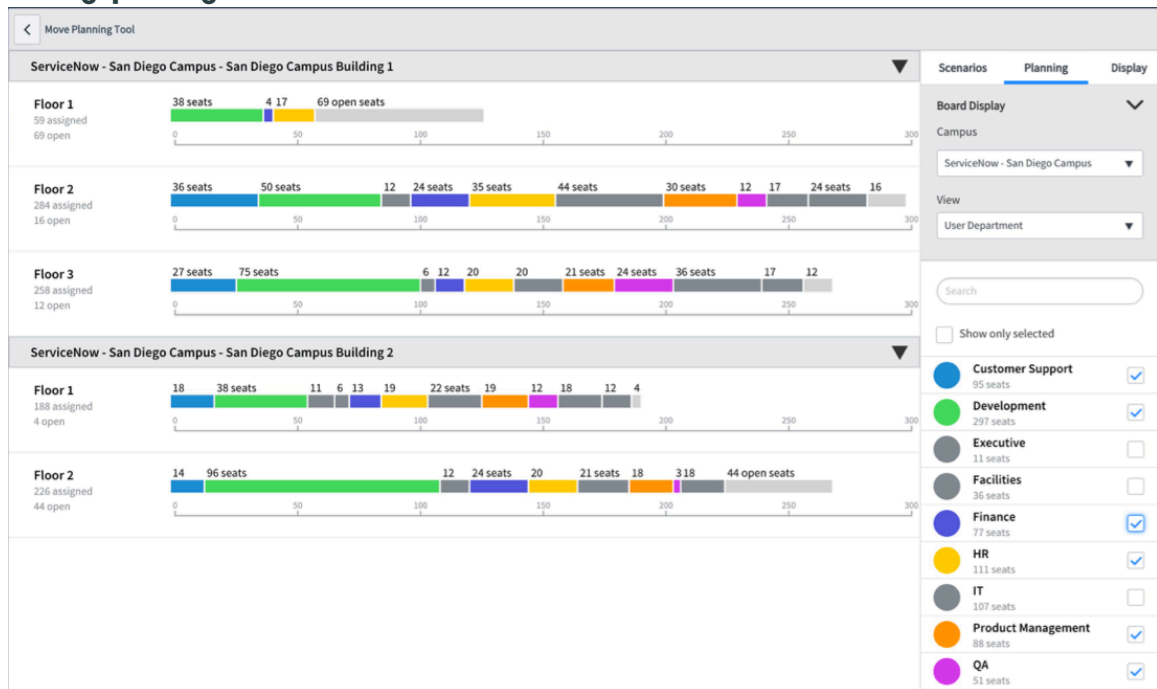 Move Planning Tool
ServiceNow - San Diego Campus - San Diego Campus Building 1
Floor 1
59 assigned
69 open
38 seats 4 17 69 open seats
0 50 100 150 200 250 300
Floor 2
284 assigned
16 open
36 seats 50 seats 12 24 seats 35 seats 44 seats 30 seats 12 17 24 seats 16
0 50 100 150 200 250 300
Floor 3
258 assigned
12 open
27 seats 75 seats 6 12 20 20 21 seats 24 seats 36 seats 17 12
0 50 100 150 200 250 300
ServiceNow - San Diego Campus - San Diego Campus Building 2
Floor 1
188 assigned
4 open
18 38 seats 11 6 13 19 22 seats 19 12 18 12 4
0 50 100 150 200 250 300
Floor 2
226 assigned
44 open
14 96 seats 12 24 seats 20 21 seats 18 3 18 44 open seats
0 50 100 150 200 250 300
Scenarios Planning Display
Board Display
Campus
ServiceNow - San Diego Campus
View
User Department
Search
Show only selected
Customer Support
95 seats
Development
297 seats
Executive
11 seats
Facilities
36 seats
Finance
77 seats
HR
111 seats
IT
107 seats
Product Management
88 seats
QA
51 seats